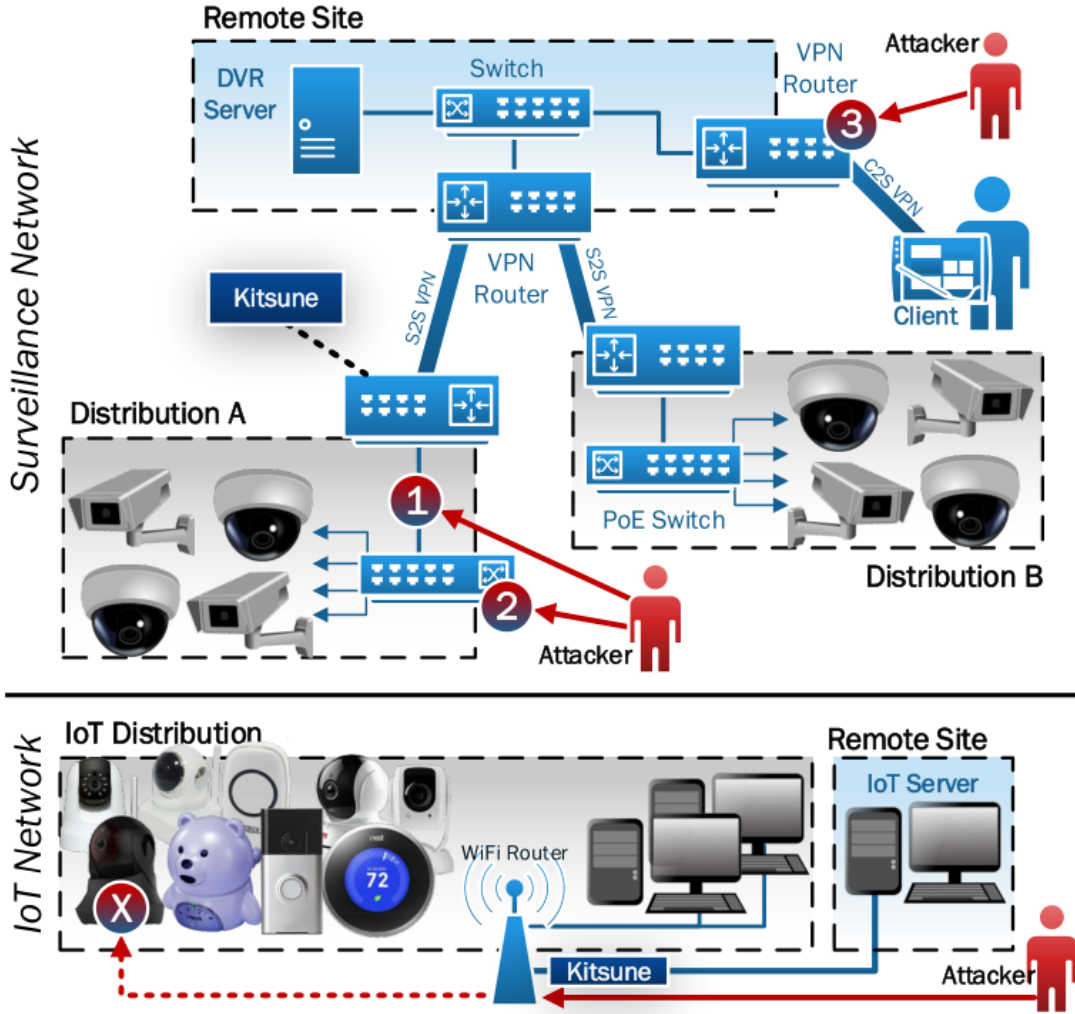 Surveillance Network
Remote Site
DVR
Server
Switch
VPN
Router
Attacker
3
C2S VPN
Client
VPN
Router
S2S VPN
S2S VPN
Kitsune
Distribution A
1
2
PoE Switch
Distribution B
Attacker
IoT Network
IoT Distribution
nest
72
X
WiFi Router
Kitsune
Remote Site
IoT Server
Attacker